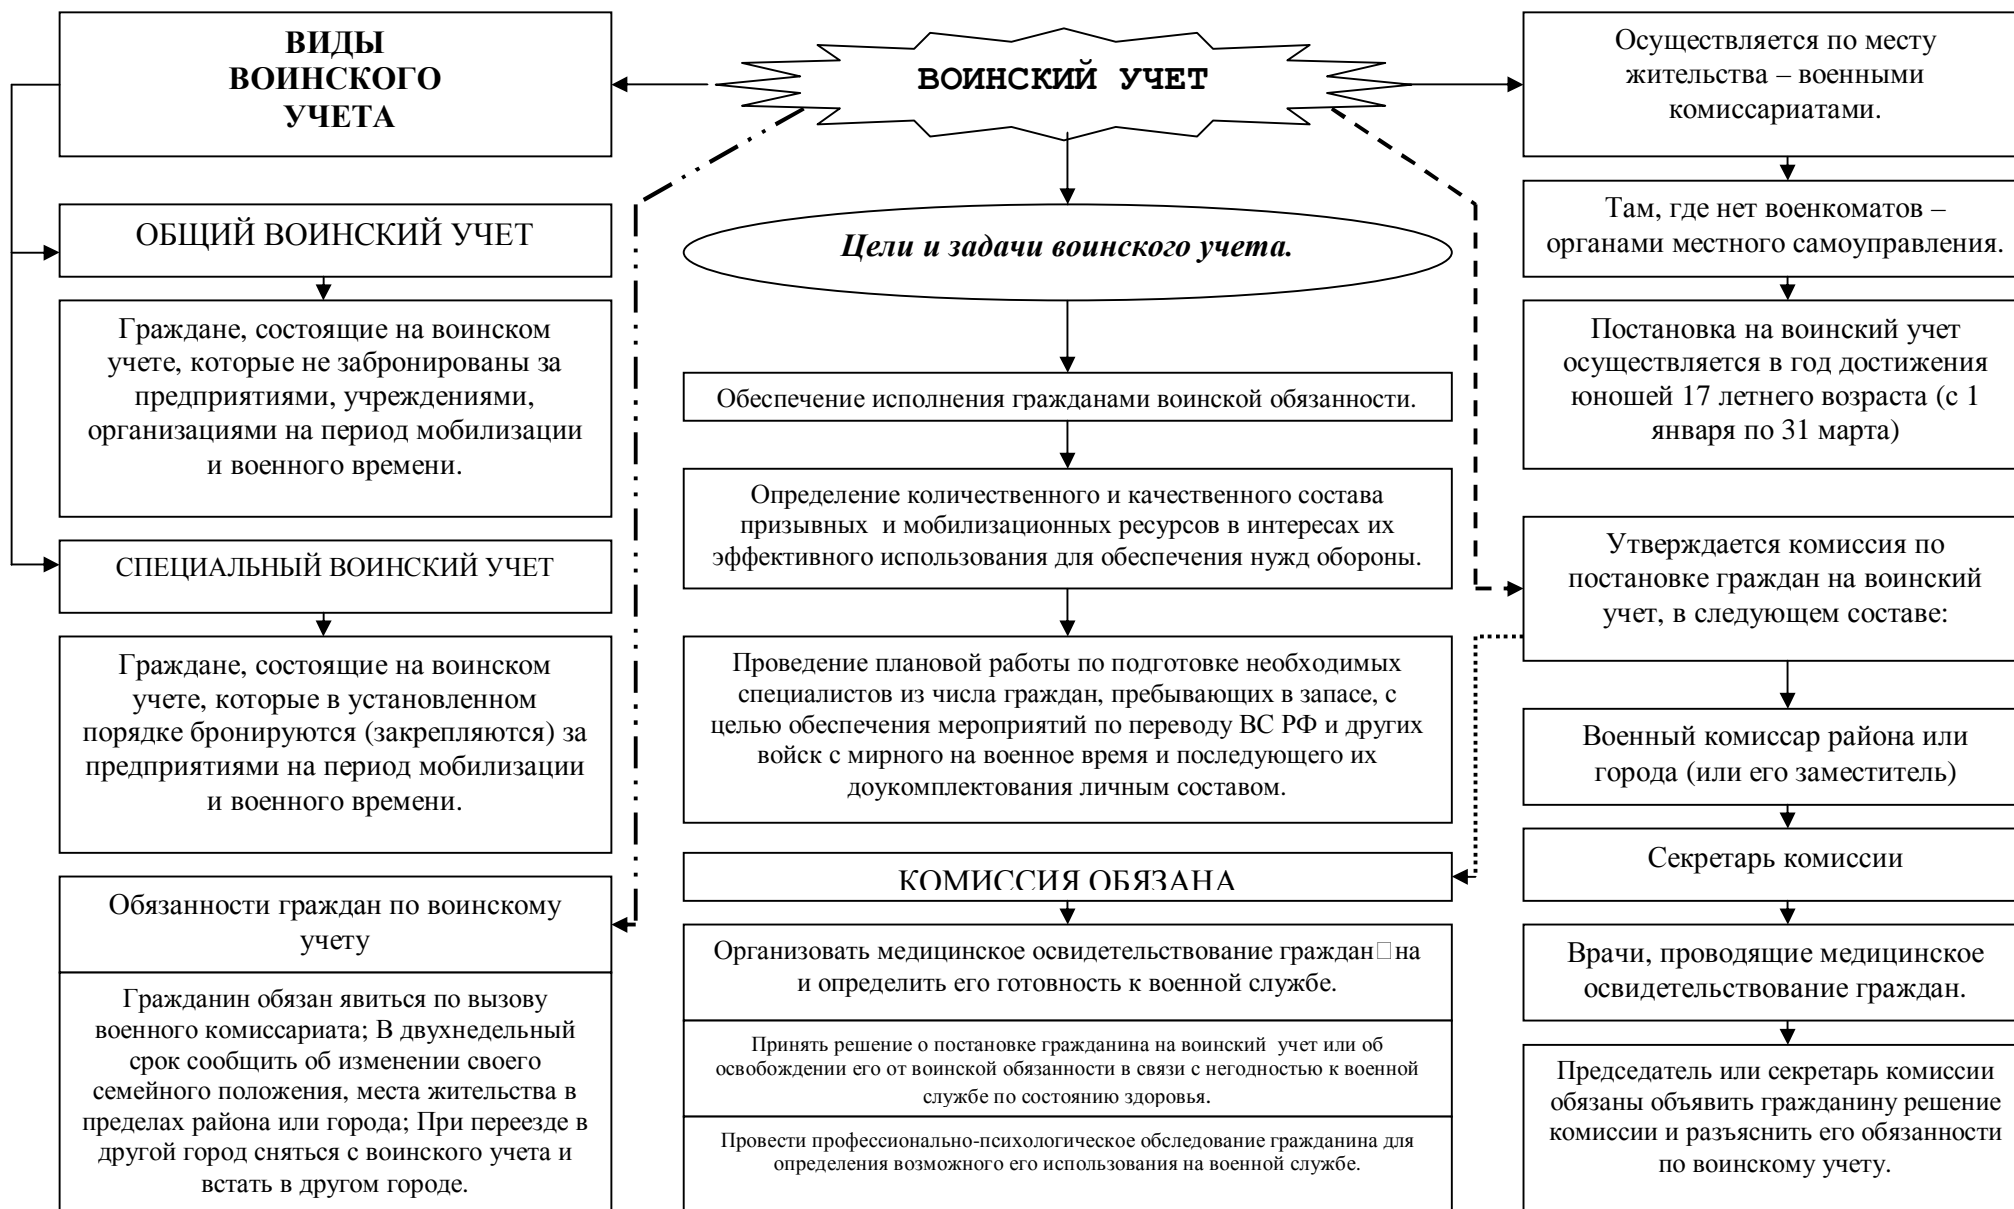 ВИДЫ
ВОИНСКОГО
УЧЕТА
ОБЩИЙ ВОИНСКИЙ УЧЕТ
Граждане, состоящие на воинском
учете, которые не забронированы за
предприятиями, учреждениями,
организациями на период мобилизации
и военного времени.
СПЕЦИАЛЬНЫЙ ВОИНСКИЙ УЧЕТ
Граждане, состоящие на воинском
учете, которые в установленном
порядке бронируются (закрепляются) за
предприятиями на период мобилизации
и военного времени.
Обязанности граждан по воинскому
учету
Гражданин обязан явиться по вызову
военного комиссариата; В двухнедельный
срок сообщить об изменении своего
семейного положения, места жительства в
пределах района или города; При переезде в
другой город сняться с воинского учета и
встать в другом городе.
ВОИНСКИЙ УЧЕТ
Цели и задачи воинского учета.
Обеспечение исполнения гражданами воинской обязанности.
Определение количественного и качественного состава
призывных и мобилизационных ресурсов в интересах их
эффективного использования для обеспечения нужд обороны.
Проведение плановой работы по подготовке необходимых
специалистов из числа граждан, пребывающих в запасе, с
целью обеспечения мероприятий по переводу ВС РФ и других
войск с мирного на военное время и последующего их
доукомплектования личным составом.
КОМИССИЯ ОБЯЗАНА
Организовать медицинское освидетельствование граждан□на
и определить его готовность к военной службе.
Принять решение о постановке гражданина на воинский учет или об
освобождении его от воинской обязанности в связи с негодностью к военной
службе по состоянию здоровья.
Провести профессионально-психологическое обследование гражданина для
определения возможного его использования на военной службе.
Осуществляется по месту
жительства – военными
комиссариатами.
Там, где нет военкоматов –
органами местного самоуправления.
Постановка на воинский учет
осуществляется в год достижения
юношей 17 летнего возраста (с 1
января по 31 марта)
Утверждается комиссия по
постановке граждан на воинский
учет, в следующем составе:
Военный комиссар района или
города (или его заместитель)
Секретарь комиссии
Врачи, проводящие медицинское
освидетельствование граждан.
Председатель или секретарь комиссии
обязаны объявить гражданину решение
комиссии и разъяснить его обязанности
по воинскому учету.